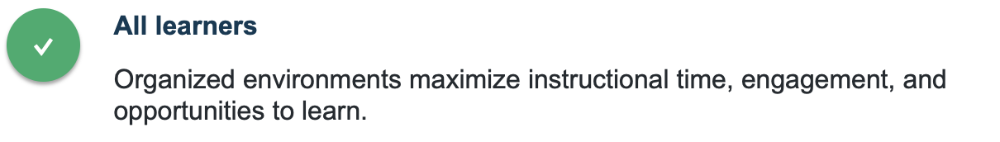 All learners
Organized environments maximize instructional time, engagement, and
opportunities to learn.